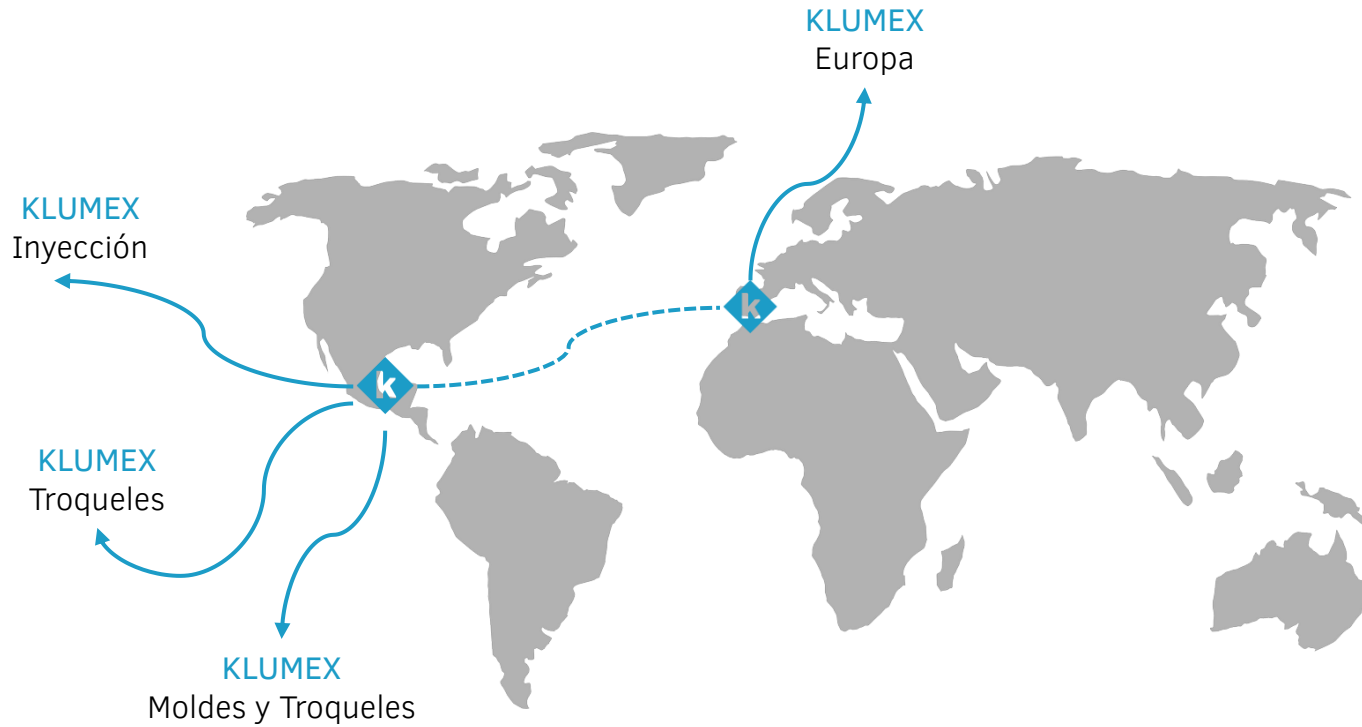 KLUMEX
Europa
KLUMEX
Inyección
k
k
KLUMEX
Troqueles
KLUMEX
Moldes y Troqueles